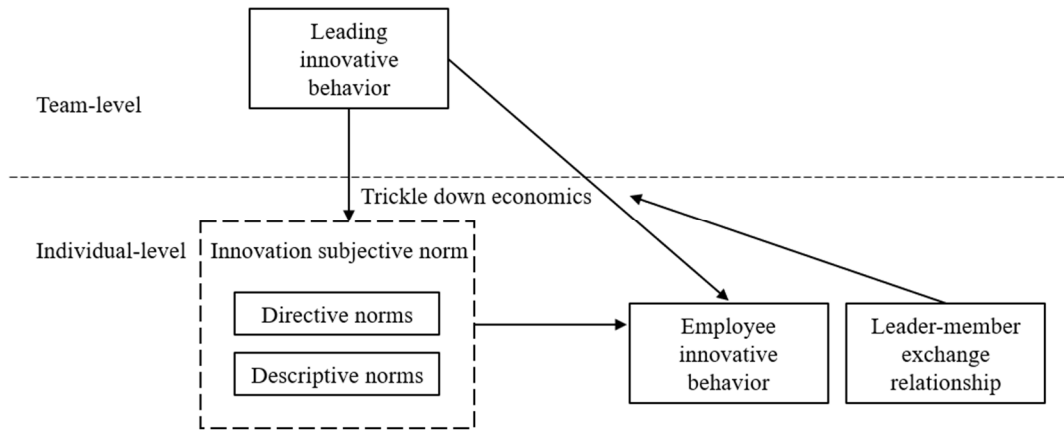 Leading
innovative
behavior
Team-level
Trickle down economics
Individual-level
Innovation subjective norm
Directive norms
Descriptive norms
Employee
innovative
behavior
Leader-member
exchange
relationship